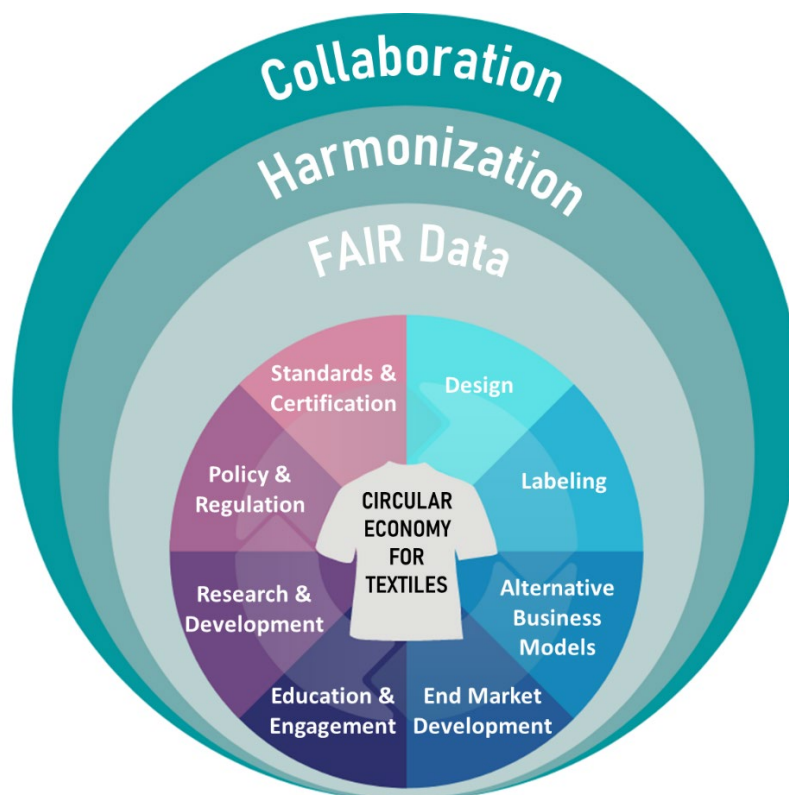 Collaboration
Harmonization
FAIR Data
Standards &
Certification
Design
Policy &
Regulation
Labeling
CIRCULAR
ECONOMY
FOR
TEXTILES
Research &
Development
Alternative
Business
Models
Education &
Engagement
End Market
Development